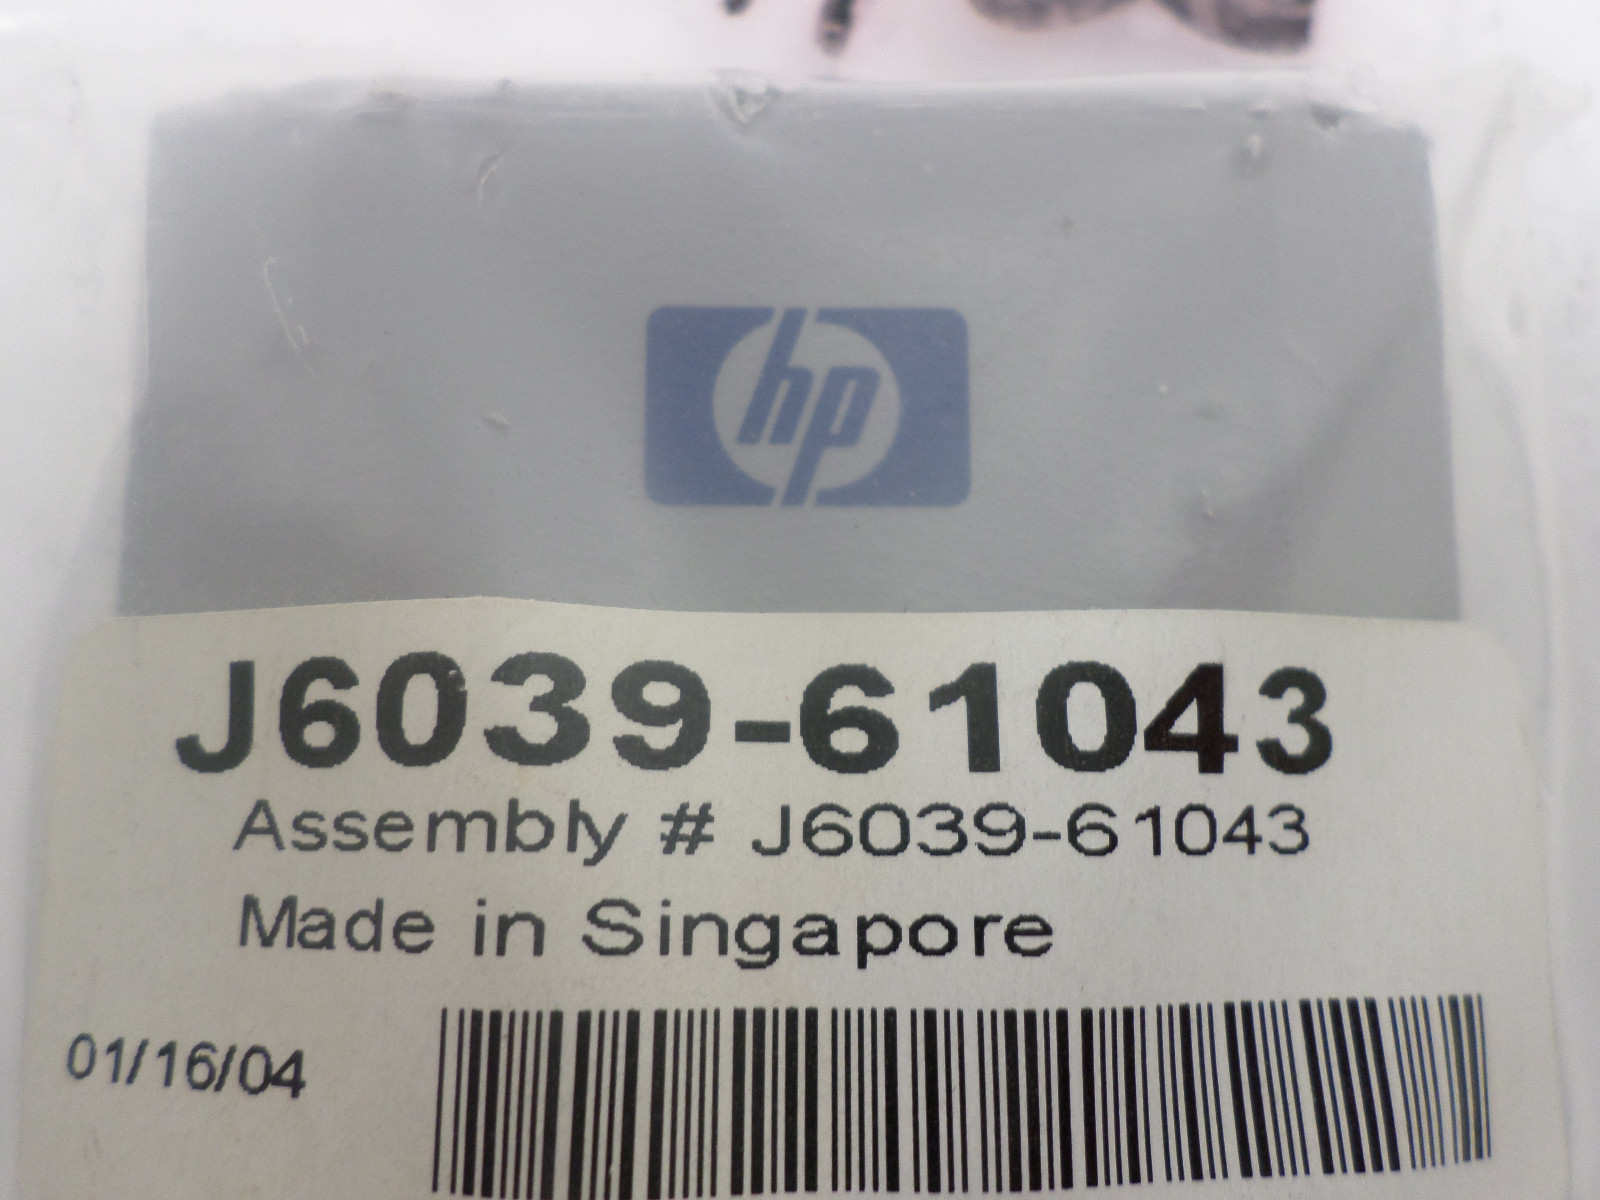 hp
J6039-61043
Assembly # J6039-61043
Made in Singapore
01/16/04